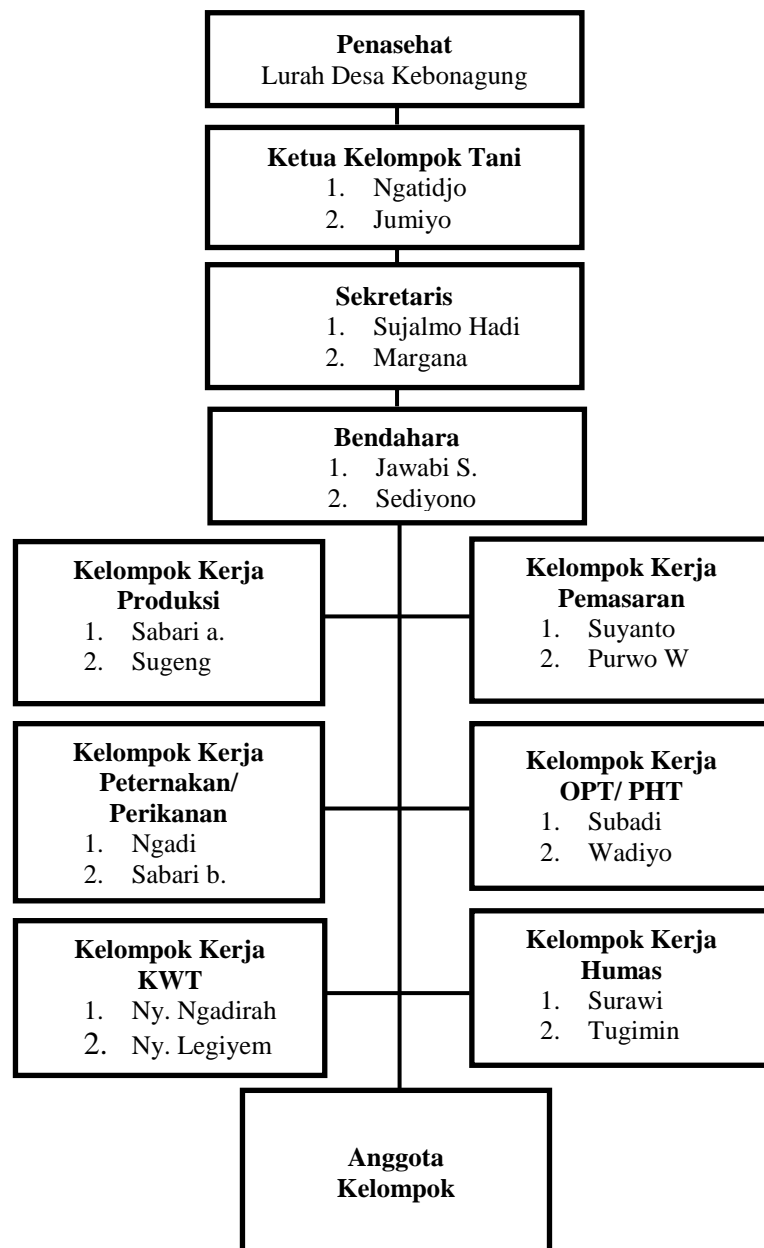 Penasehat
Lurah Desa Kebonagung
Ketua Kelompok Tani
1. Ngatidjo
2. Jumiyo
Sekretaris
1. Sujalmo Hadi
2. Margana
Bendahara
1. Jawabi S.
2. Sediyono
Kelompok Kerja
Produksi
1. Sabari a.
2. Sugeng
Kelompok Kerja
Pemasaran
1. Suyanto
2. Purwo W
Kelompok Kerja
Peternakan/
Perikanan
1. Ngadi
2. Sabari b.
Kelompok Kerja
OPT/ PHT
1. Subadi
2. Wadiyo
Kelompok Kerja
KWT
1. Ny. Ngadirah
2. Ny. Legiyem
Kelompok Kerja
Humas
1. Surawi
2. Tugimin
Anggota
Kelompok